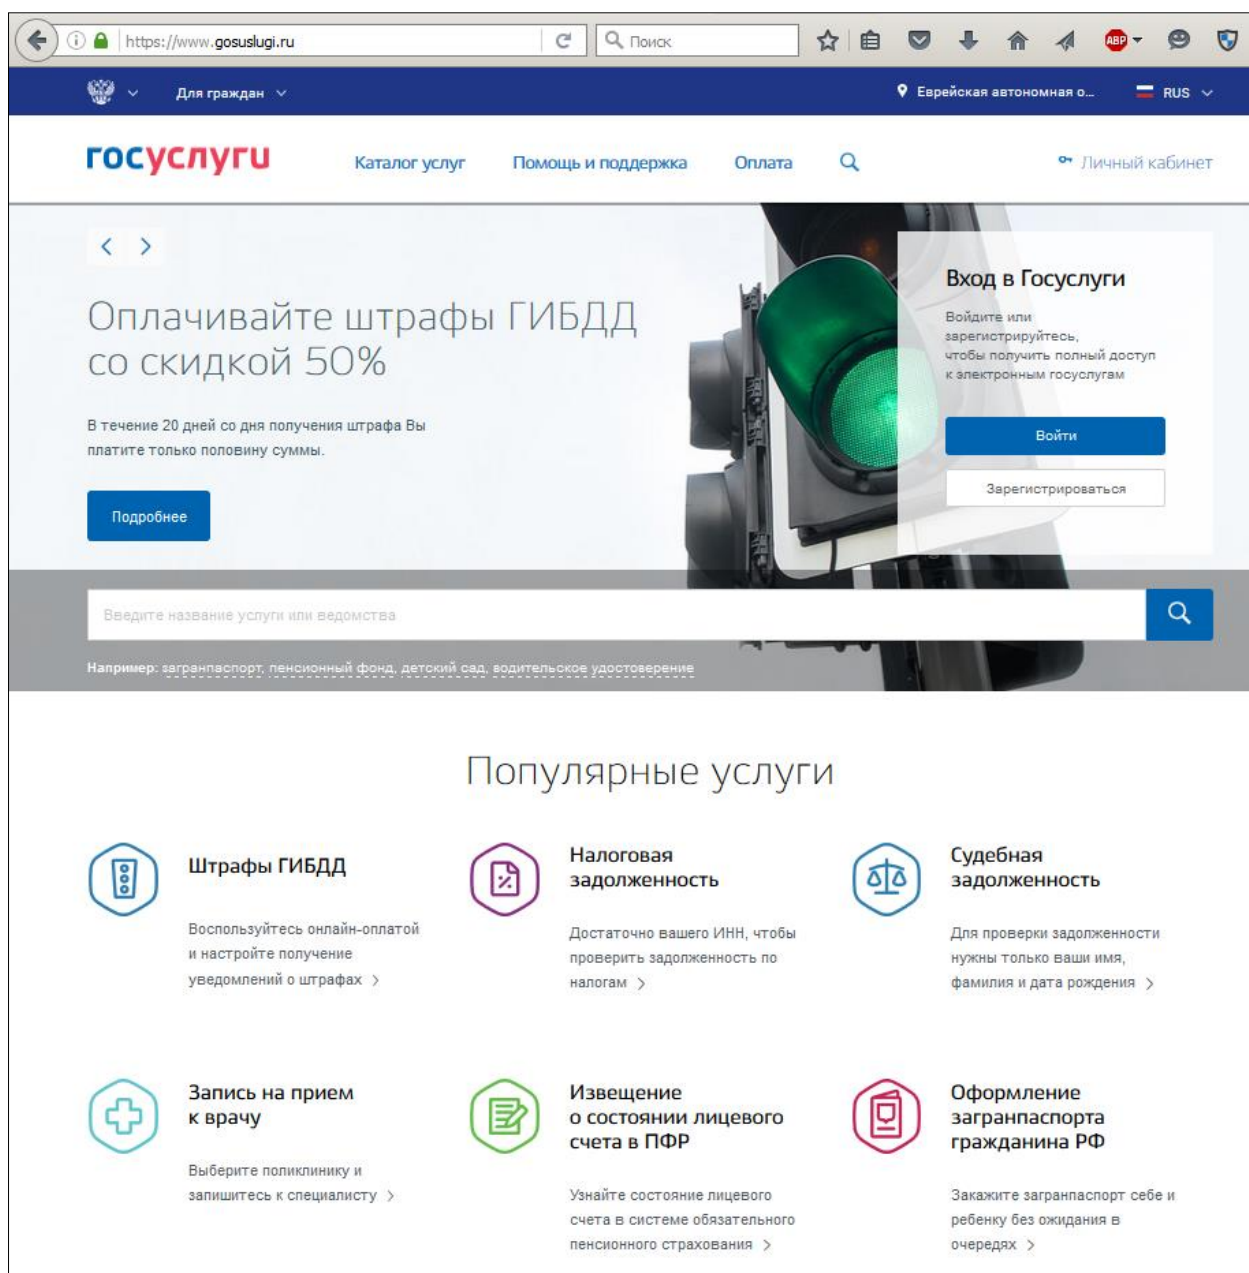 https://www.gosuslugi.ru
Поиск
ABP
Для граждан
Еврейская автономная о...
RUS
госуслуги
Каталог услуг
Помощь и поддержка
Оплата
Личный кабинет
Оплачивайте штрафы ГИБДД
со скидкой 50%
В течение 20 дней со дня получения штрафа Вы
платите только половину суммы.
Подробнее
Вход в Госуслуги
Войдите или
зарегистрируйтесь,
чтобы получить полный доступ
к электронным госуслугам
Войти
Зарегистрироваться
Введите название услуги или ведомства
Например: загранпаспорт, пенсионный фонд, детский сад, водительское удостоверение
Популярные услуги
Штрафы ГИБДД
Воспользуйтесь онлайн-оплатой
и настройте получение
уведомлений о штрафах >
Налоговая
задолженность
Достаточно вашего ИНН, чтобы
проверить задолженность по
налогам >
Судебная
задолженность
Для проверки задолженности
нужны только ваши имя,
фамилия и дата рождения >
Запись на прием
к врачу
Выберите поликлинику и
запишитесь к специалисту >
Извещение
о состоянии лицевого
счета в ПФР
Узнайте состояние лицевого
счета в системе обязательного
пенсионного страхования >
Оформление
загранпаспорта
гражданина РФ
Закажите загранпаспорт себе и
ребенку без ожидания в
очередях >